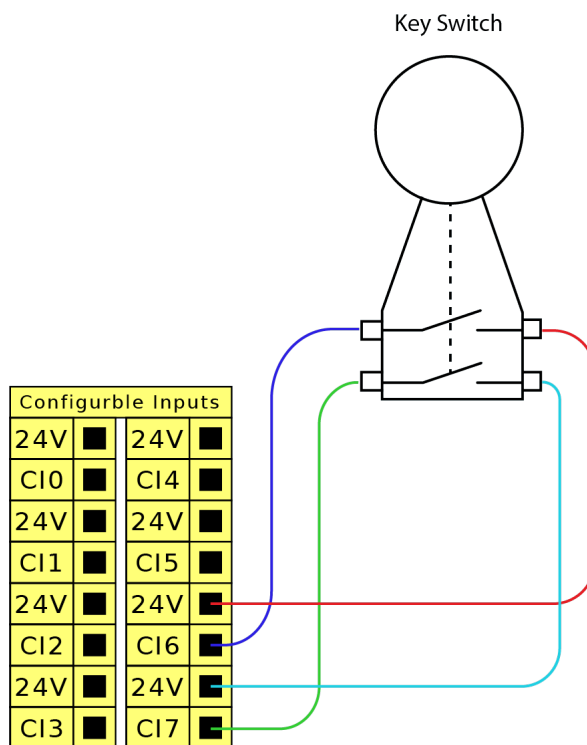 Key Switch
Configurble Inputs
24V 24V
CI0 CI4
24V 24V
CI1 CI5
24V 24V
CI2 CI6
24V 24V
CI3 CI7